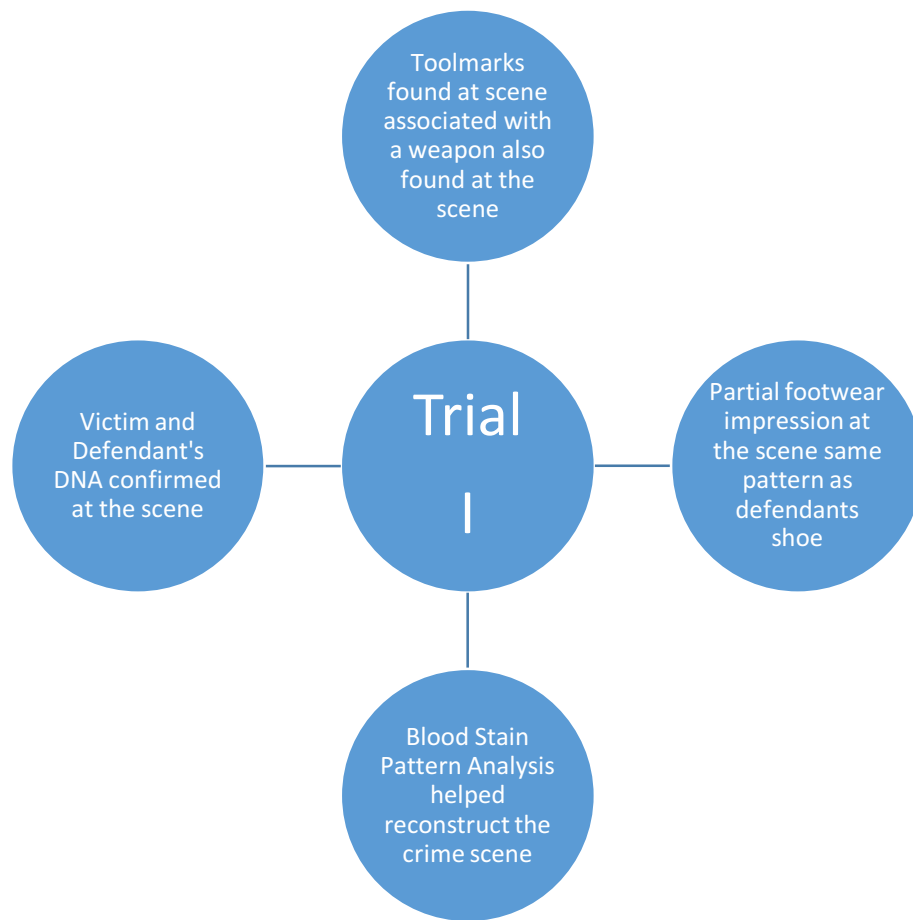 Toolmarks
found at scene
associated with
a weapon also
found at the
scene
Victim and
Defendant's
DNA confirmed
at the scene
Trial
I
Partial footwear
impression at
the scene same
pattern as
defendants
shoe
Blood Stain
Pattern Analysis
helped
reconstruct the
crime scene